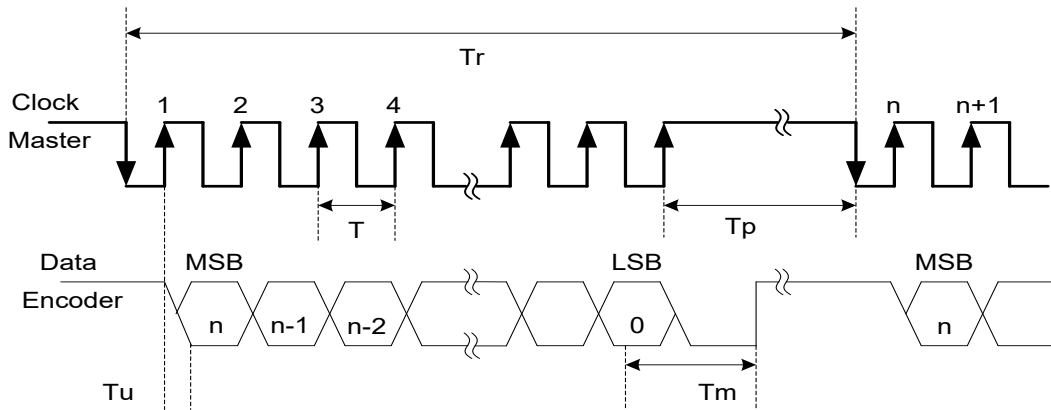 Tr
Clock
Master
1 2 3 4 n n+1
T
Tp
Data
Encoder
MSB LSB MSB
n n-1 n-2 0 n
Tu
Tm